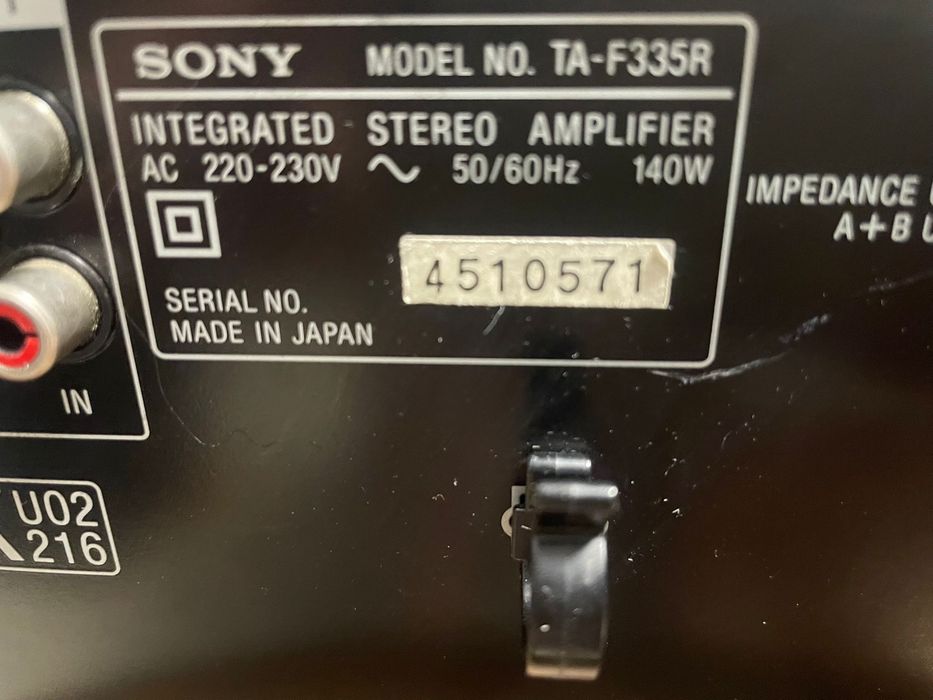 SONY MODEL NO. TA-F335R
INTEGRATED STEREO AMPLIFIER
AC 220-230V ∿ 50/60Hz 140W
4510571
SERIAL NO.
MADE IN JAPAN
IMPEDANCE
A+B
IN
U02
216